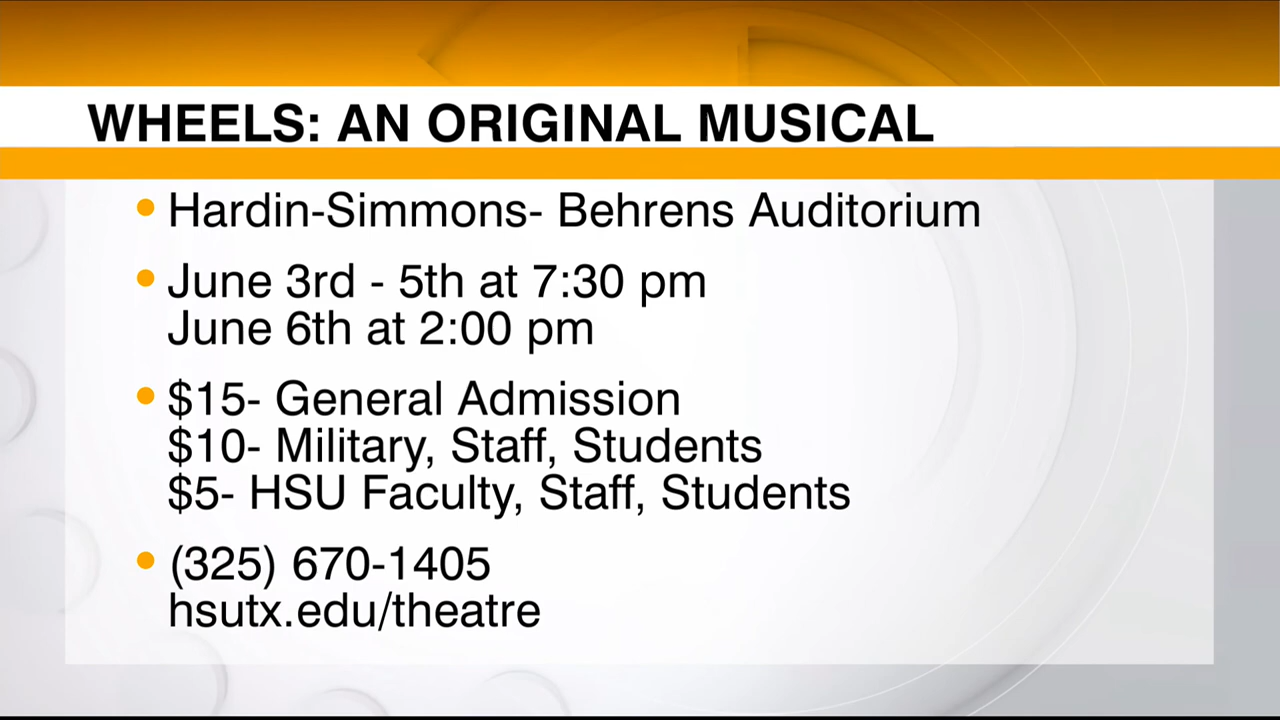 WHEELS: AN ORIGINAL MUSICAL
Hardin-Simmons- Behrens Auditorium
June 3rd - 5th at 7:30 pm
June 6th at 2:00 pm
$15- General Admission
$10- Military, Staff, Students
$5- HSU Faculty, Staff, Students
(325) 670-1405
hsutx.edu/theatre